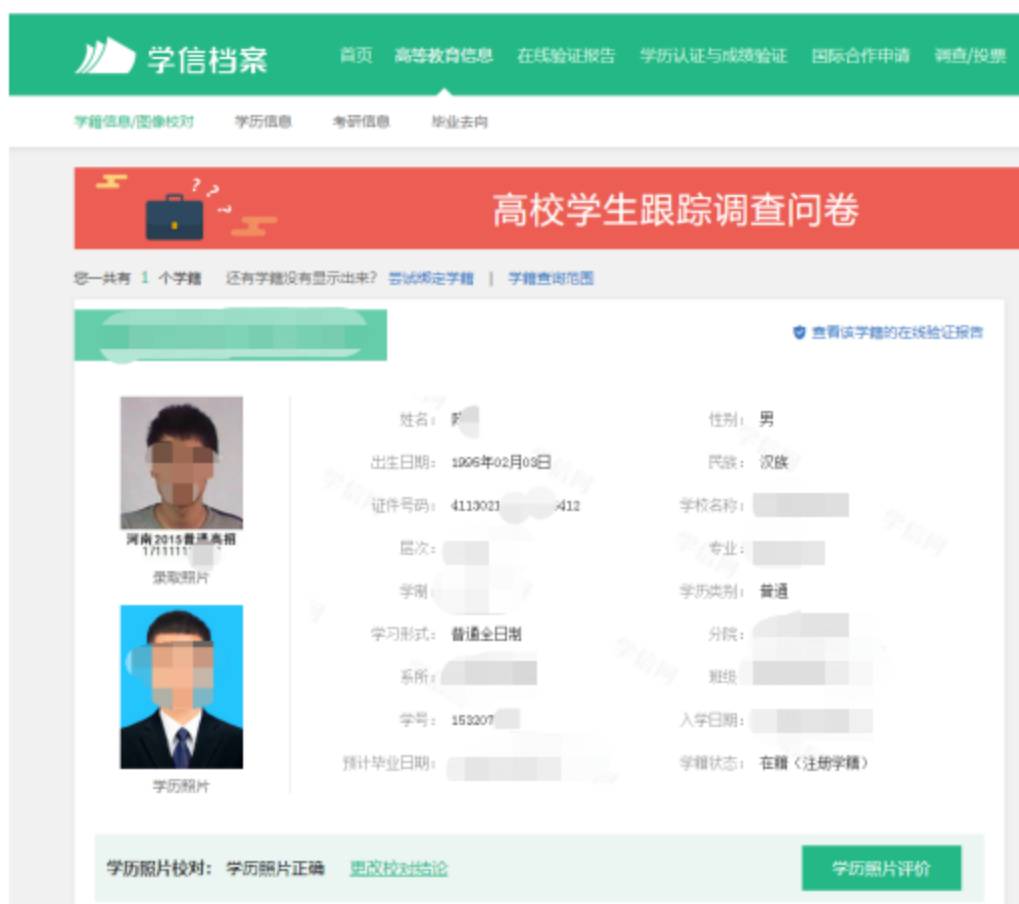 学信档案 首页 高等教育信息 在线验证报告 学历认证与成绩验证 国际合作申请 调查/投票
学籍信息/图像校对 学历信息 考研信息 毕业去向
? ? ?
高校学生跟踪调查问卷
您一共有 1 个学籍 还有学籍没有显示出来? 尝试绑定学籍 | 学籍查询范围
查看该学籍的在线验证报告
姓名: 性别: 男
出生日期: 1995年02月03日 民族: 汉族
证件号码: 4113021 412 学校名称:
层次: 专业:
河南2015普通高招
171111
录取照片
学制: 学历类别: 普通
学习形式: 普通全日制 分院:
系所: 班级
学号: 153207 入学日期:
预计毕业日期: 学籍状态: 在籍(注册学籍)
学历照片
学历照片校对: 学历照片正确 更改校对结论 学历照片评价
学信网